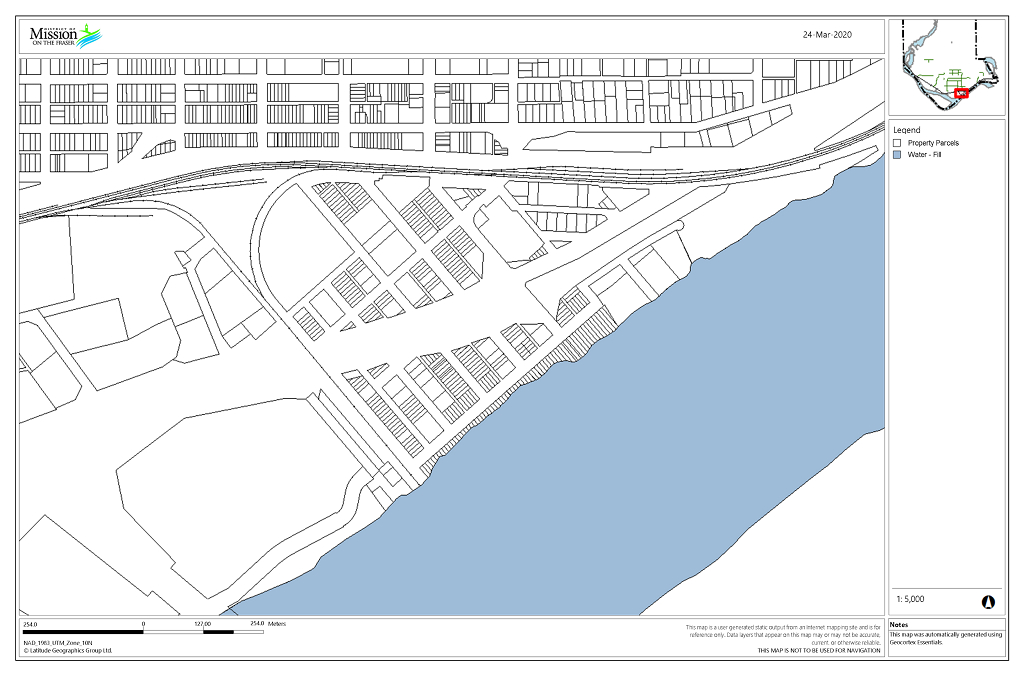 DISTRICT OF
Mission
ON THE FRASER
24-Mar-2020
Legend
Property Parcels
Water - Fill
1: 5,000
254.0 0 127.00 254.0 Meters
NAD_1983_UTM_Zone_10N
© Latitude Geographics Group Ltd.
This map is a user generated static output from an Internet mapping site and is for
reference only. Data layers that appear on this map may or may not be accurate,
current, or otherwise reliable.
THIS MAP IS NOT TO BE USED FOR NAVIGATION
Notes
This map was automatically generated using
Geocortex Essentials.